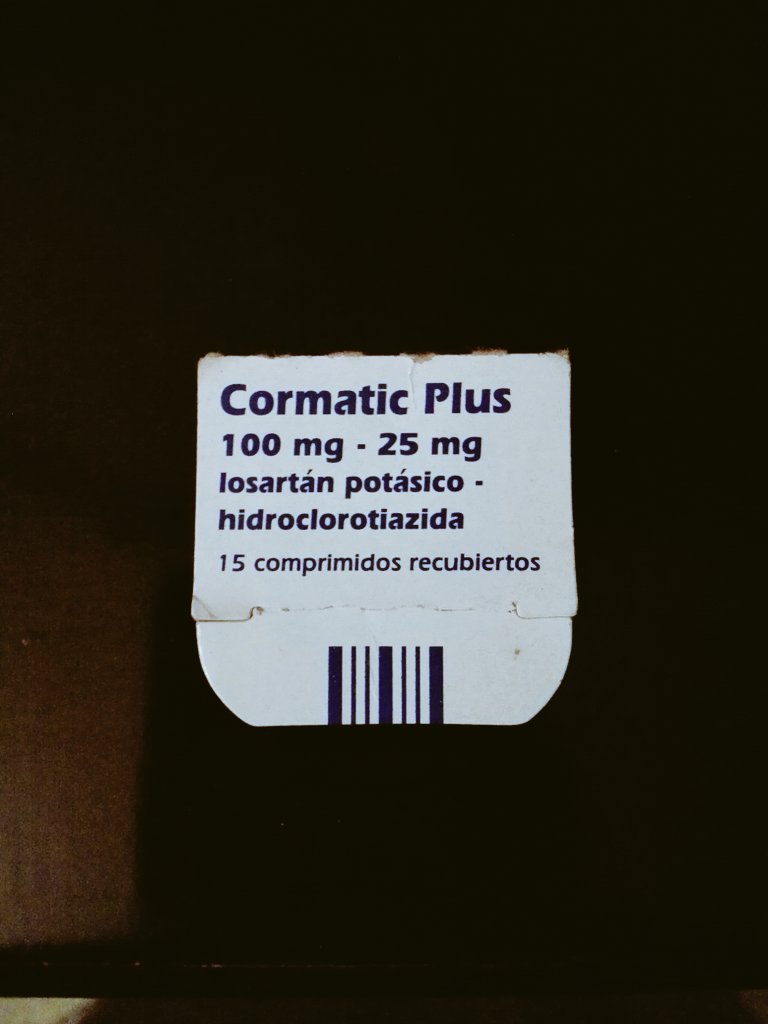 Cormatic Plus
100 mg - 25 mg
losartán potásico -
hidroclorotiazida
15 comprimidos recubiertos